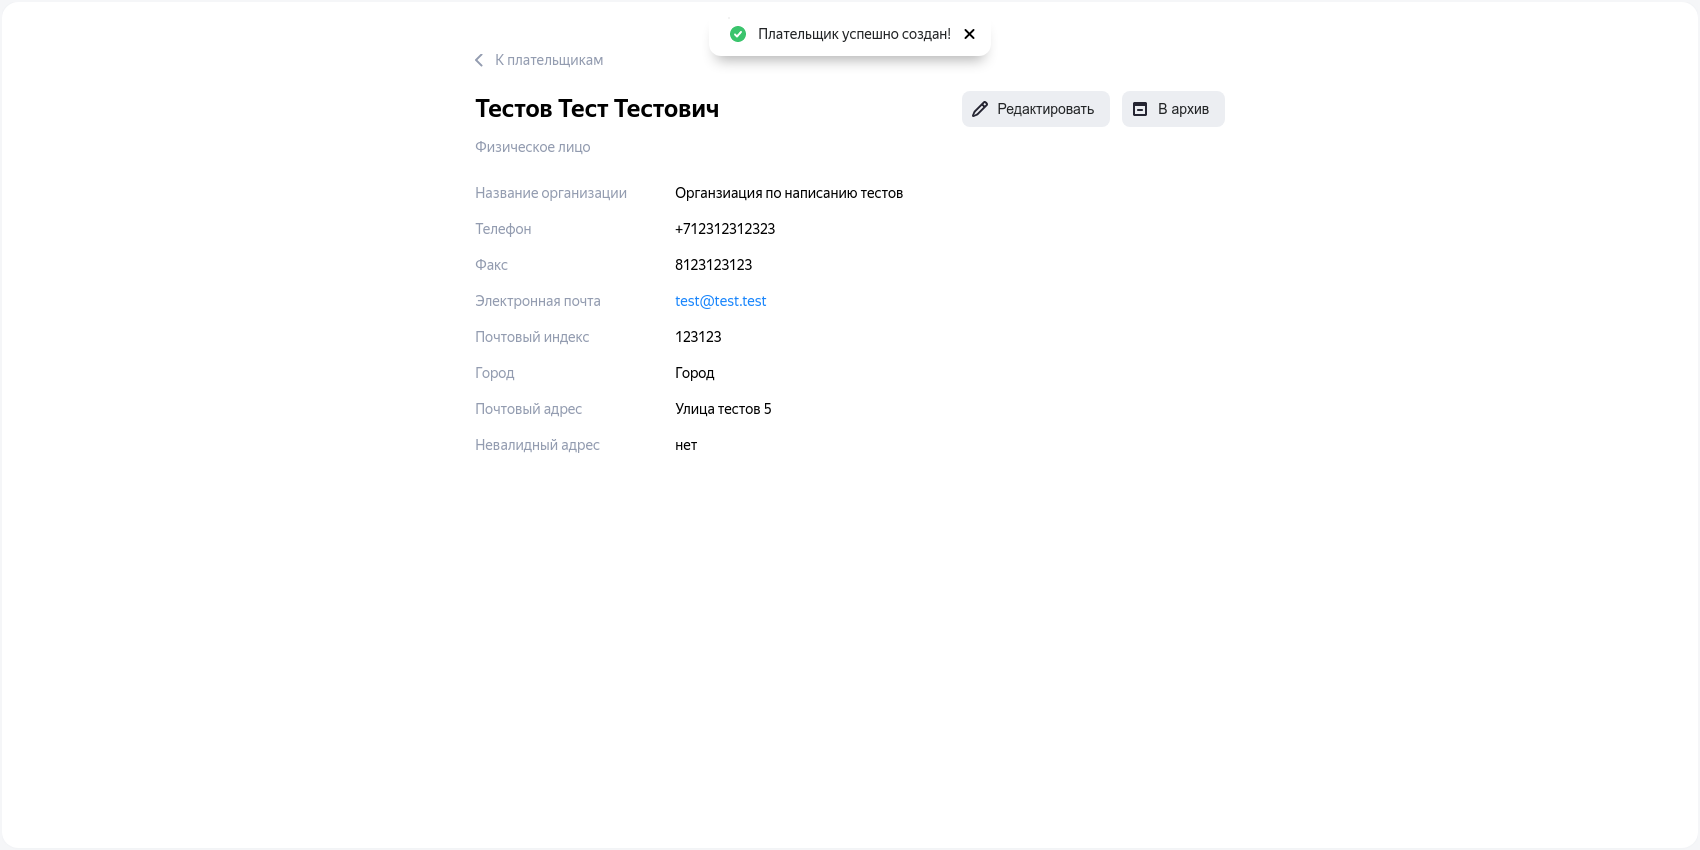 Плательщик успешно создан!
К плательщикам
Тестов Тест Тестович
Редактировать
В архив
Физическое лицо
Название организации Органзиация по написанию тестов
Телефон +712312312323
Факс 8123123123
Электронная почта test@test.test
Почтовый индекс 123123
Город Город
Почтовый адрес Улица тестов 5
Невалидный адрес нет